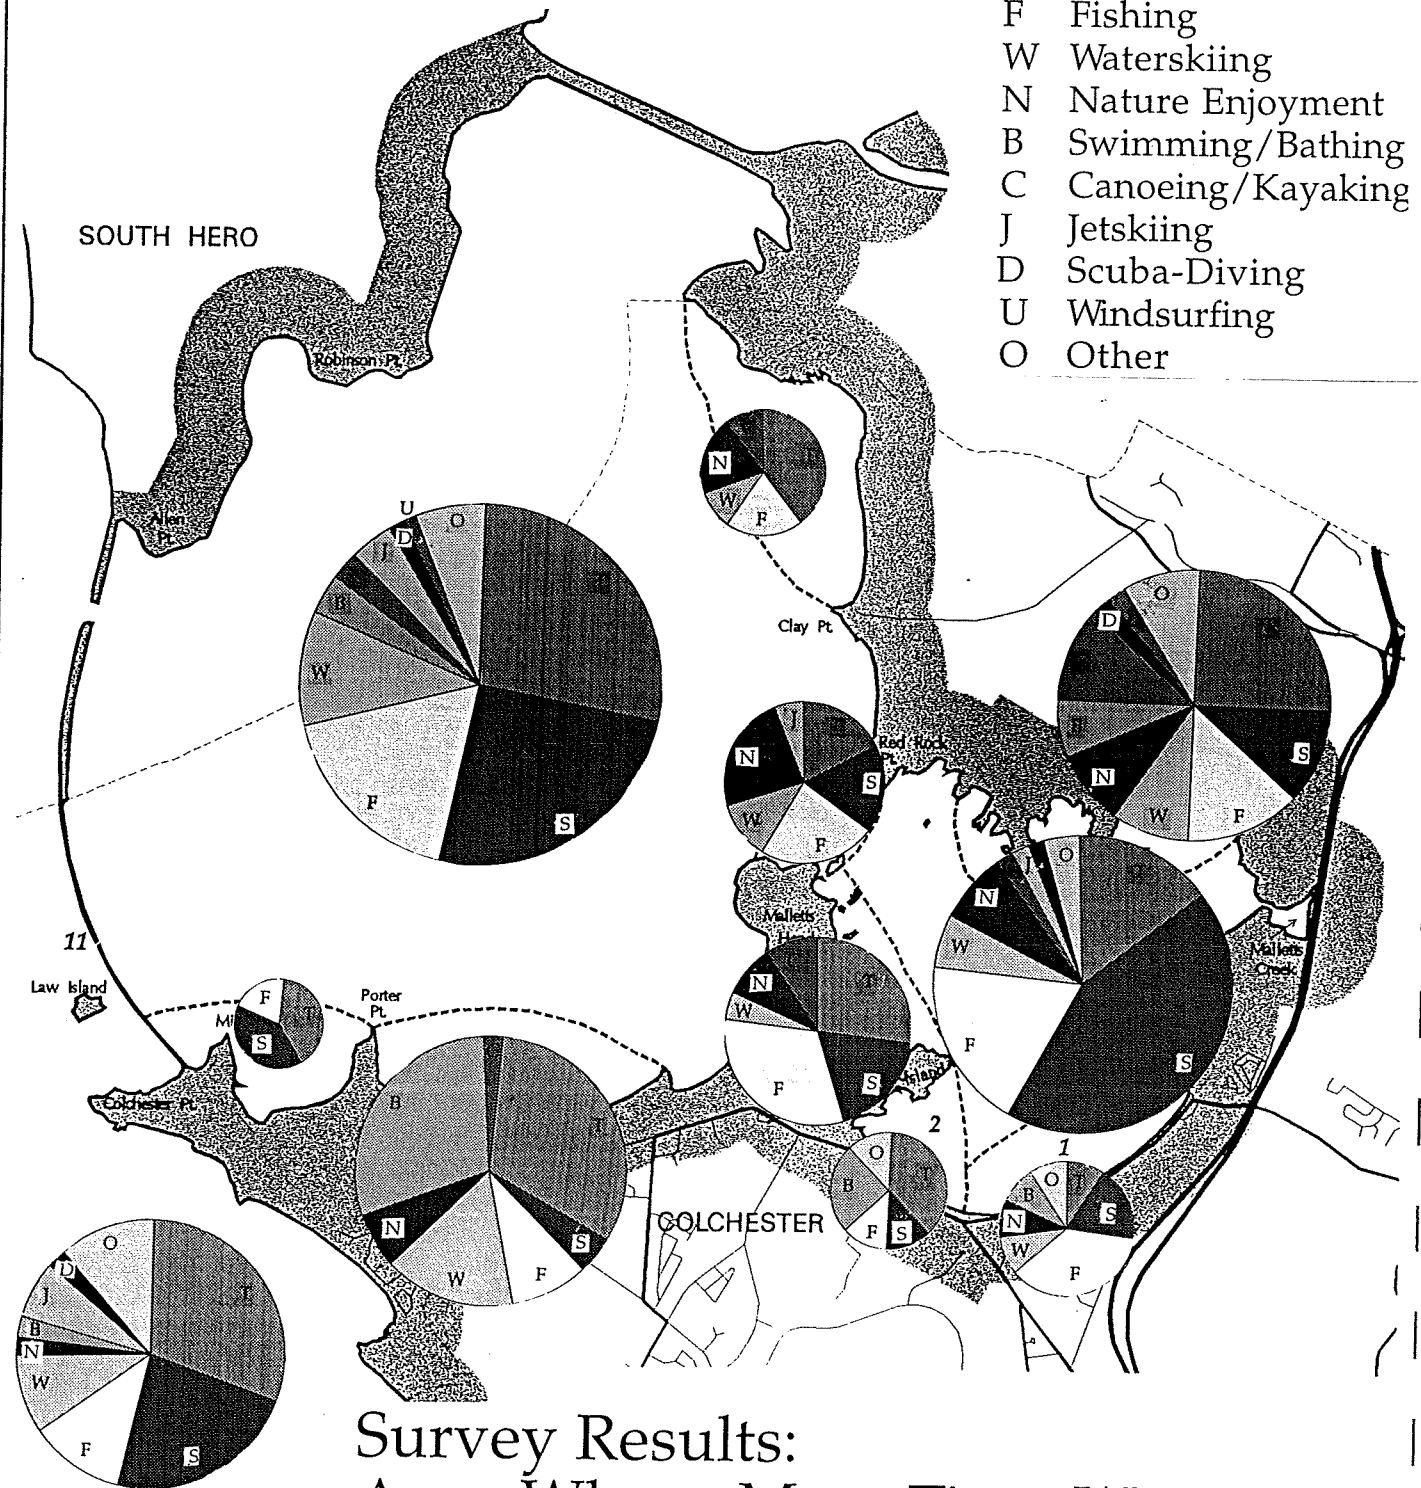 F Fishing
W Waterskiing
N Nature Enjoyment
B Swimming/Bathing
C Canoeing/Kayaking
J Jetskiing
D Scuba-Diving
U Windsurfing
O Other
SOUTH HERO
Robinson Pt.
Allen
Pt.
N
W
F
U
O
D
J
B
W
F
S
T
Clay Pt.
O
D
B
N
W
F
S
J
N
W
F
S
Red Rock
Pt.
O
J
N
W
F
S
Malletts
Malletts
Creek
N
W
F
S
T
Island
11
Law Island
F
T
S
Porter
Pt.
Colchester Pt.
B
T
N
W
F
S
2
1
O
T
B
F
S
O
T
B
N
W
F
S
COLCHESTER
O
D
J
B
N
W
F
S
T
Survey Results: